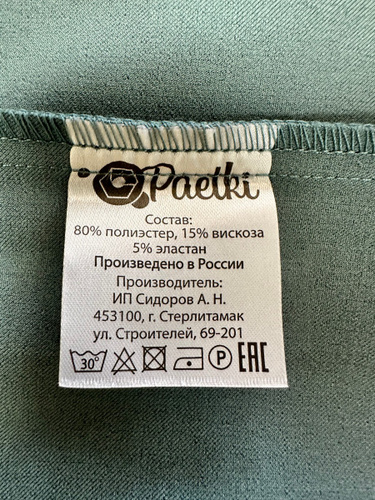 Paetki
Состав:
80% полиэстер, 15% вискоза
5% эластан
Произведено в России
Производитель:
ИП Сидоров А. Н.
453100, г. Стерлитамак
ул. Строителей, 69-201
30° P EAC